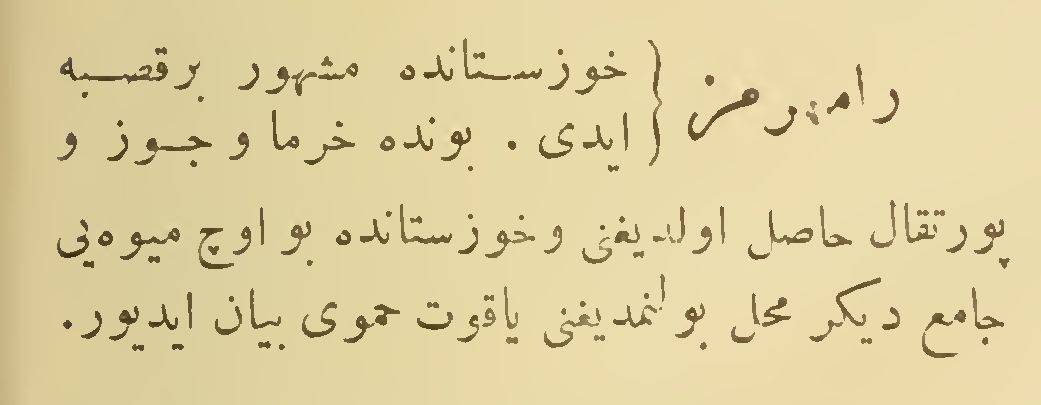 رامهرمز { خوزستانده مشهور برقصبه
ایدی . بونده خرما و جوز و
پورتقال حاصل اولدیغنی وخوزستانده بو اوچ میوه‌یی
جامع دیکر محل بولنمدیغنی یاقوت حموی بیان ایدیور.